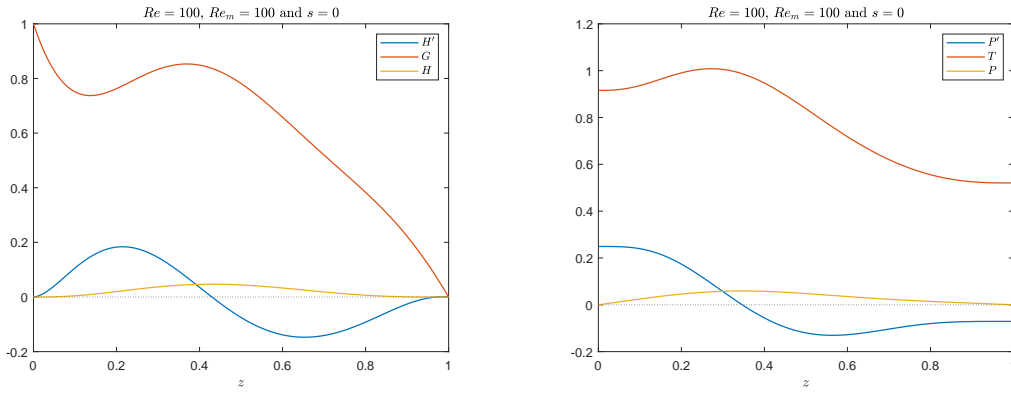 Re = 100, Re_m = 100 and s = 0
1
0.8
0.6
0.4
0.2
0
-0.2
0 0.2 0.4 0.6 0.8 1
z
H′
G
H
Re = 100, Re_m = 100 and s = 0
1.2
1
0.8
0.6
0.4
0.2
0
-0.2
0 0.2 0.4 0.6 0.8
z
P′
T
P